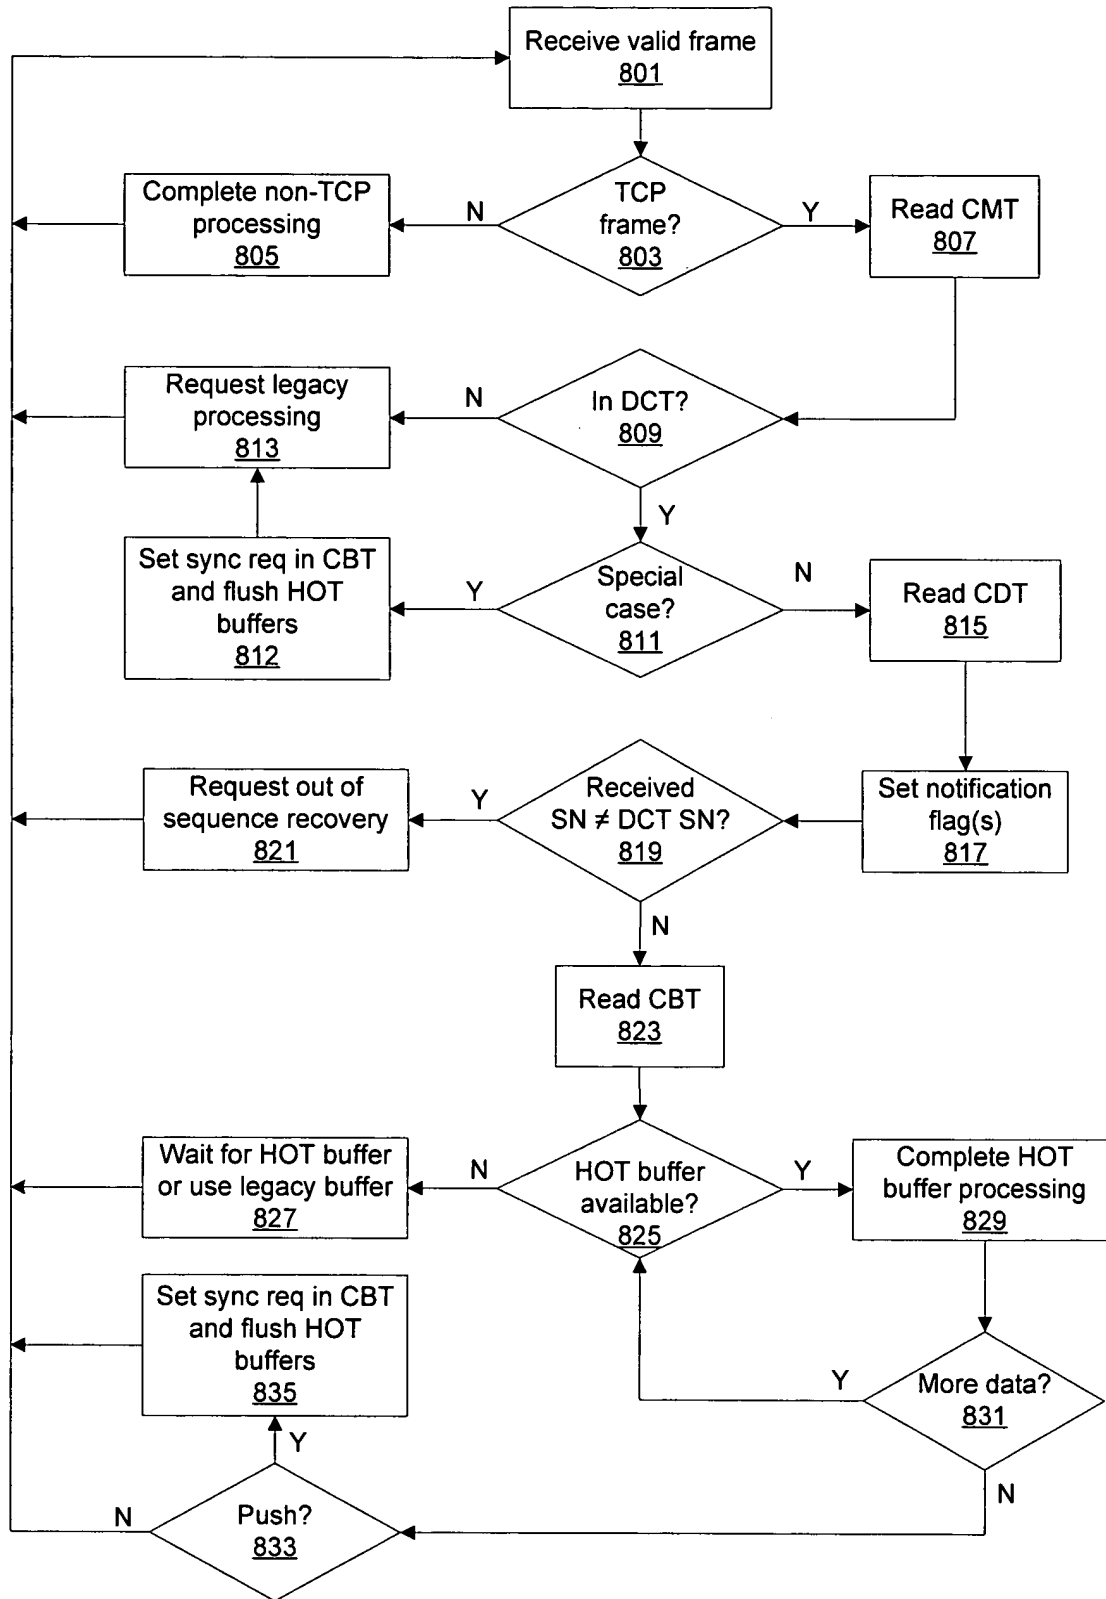 Receive valid frame
801
Complete non-TCP
processing
805
N
TCP
frame?
803
Y
Read CMT
807
Request legacy
processing
813
N
In DCT?
809
Y
Set sync req in CBT
and flush HOT
buffers
812
Y
Special
case?
811
N
Read CDT
815
Request out of
sequence recovery
821
Y
Received
SN ≠ DCT SN?
819
Set notification
flag(s)
817
N
Read CBT
823
Wait for HOT buffer
or use legacy buffer
827
N
HOT buffer
available?
825
Y
Complete HOT
buffer processing
829
Set sync req in CBT
and flush HOT
buffers
835
Y
More data?
831
Y
N
N
Push?
833